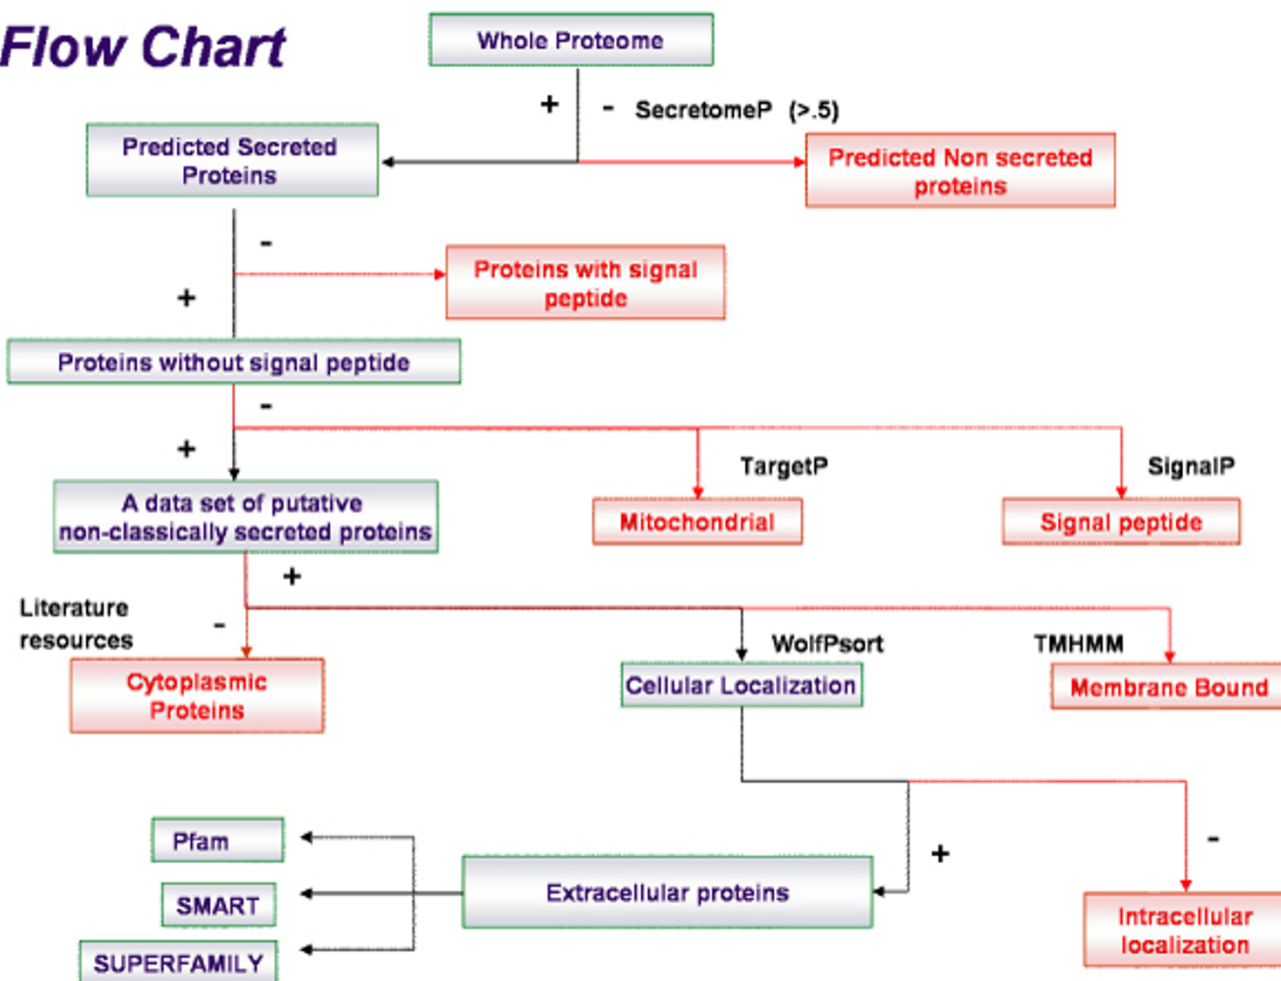 Flow Chart
Whole Proteome
+
- SecretomeP (>.5)
Predicted Secreted
Proteins
Predicted Non secreted
proteins
-
Proteins with signal
peptide
+
Proteins without signal peptide
-
+
TargetP
SignalP
A data set of putative
non-classically secreted proteins
Mitochondrial
Signal peptide
+
Literature
resources
-
WolfPsort
TMHMM
Cytoplasmic
Proteins
Cellular Localization
Membrane Bound
Pfam
+
-
SMART
Extracellular proteins
Intracellular
localization
SUPERFAMILY